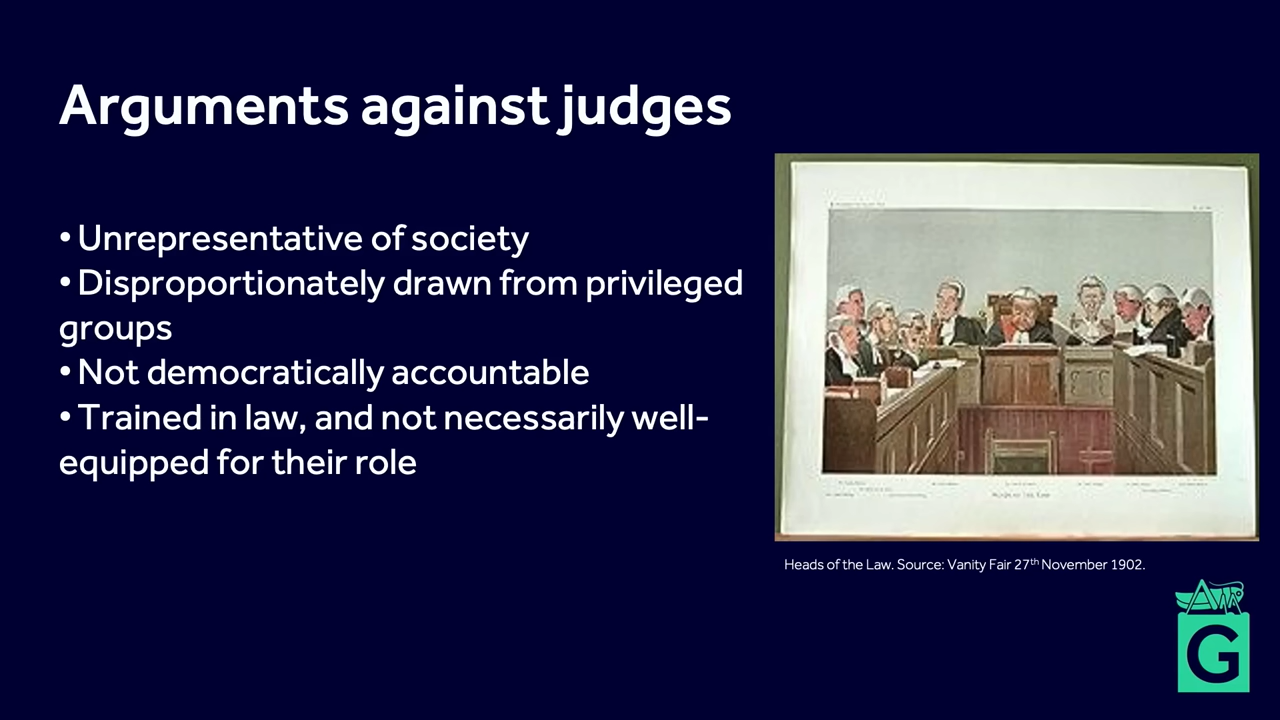 Arguments against judges
• Unrepresentative of society
• Disproportionately drawn from privileged
groups
• Not democratically accountable
• Trained in law, and not necessarily well-
equipped for their role
Heads of the Law. Source: Vanity Fair 27th November 1902.
G